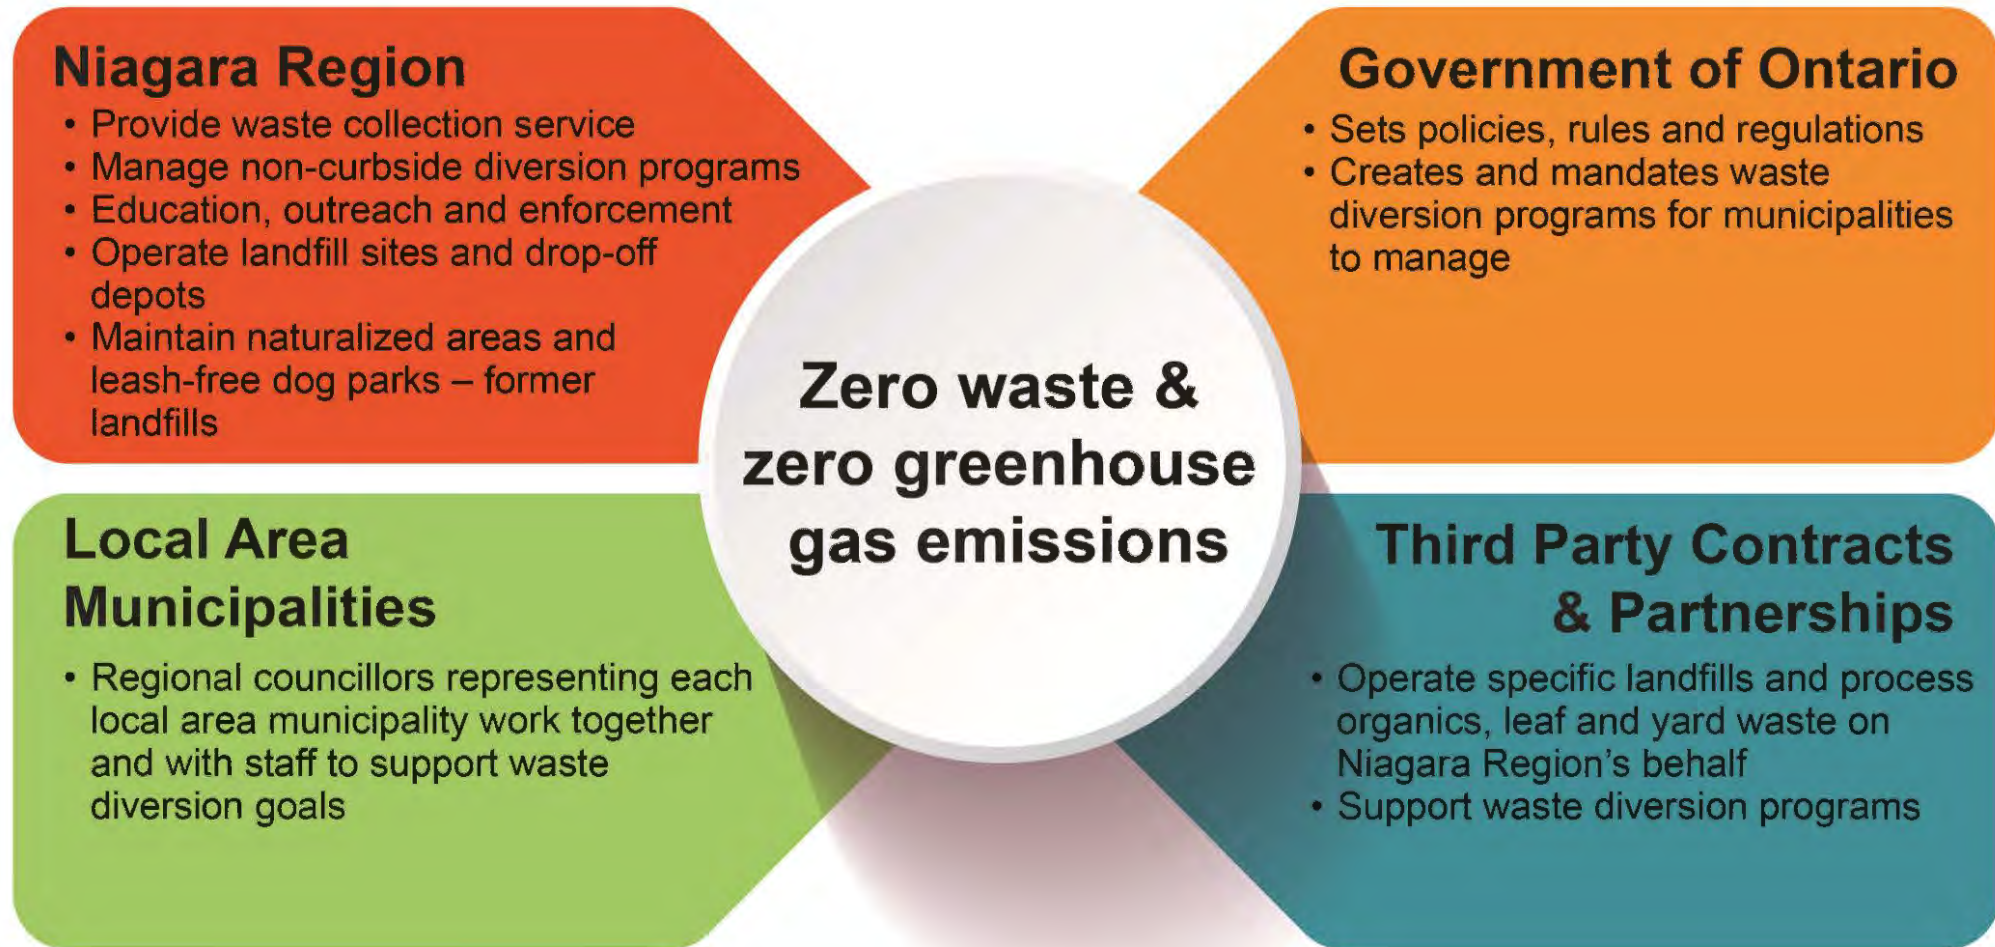 Niagara Region
• Provide waste collection service
• Manage non-curbside diversion programs
• Education, outreach and enforcement
• Operate landfill sites and drop-off
depots
• Maintain naturalized areas and
leash-free dog parks – former
landfills
Government of Ontario
• Sets policies, rules and regulations
• Creates and mandates waste
diversion programs for municipalities
to manage
Zero waste &
zero greenhouse
gas emissions
Local Area
Municipalities
• Regional councillors representing each
local area municipality work together
and with staff to support waste
diversion goals
Third Party Contracts
& Partnerships
• Operate specific landfills and process
organics, leaf and yard waste on
Niagara Region's behalf
• Support waste diversion programs